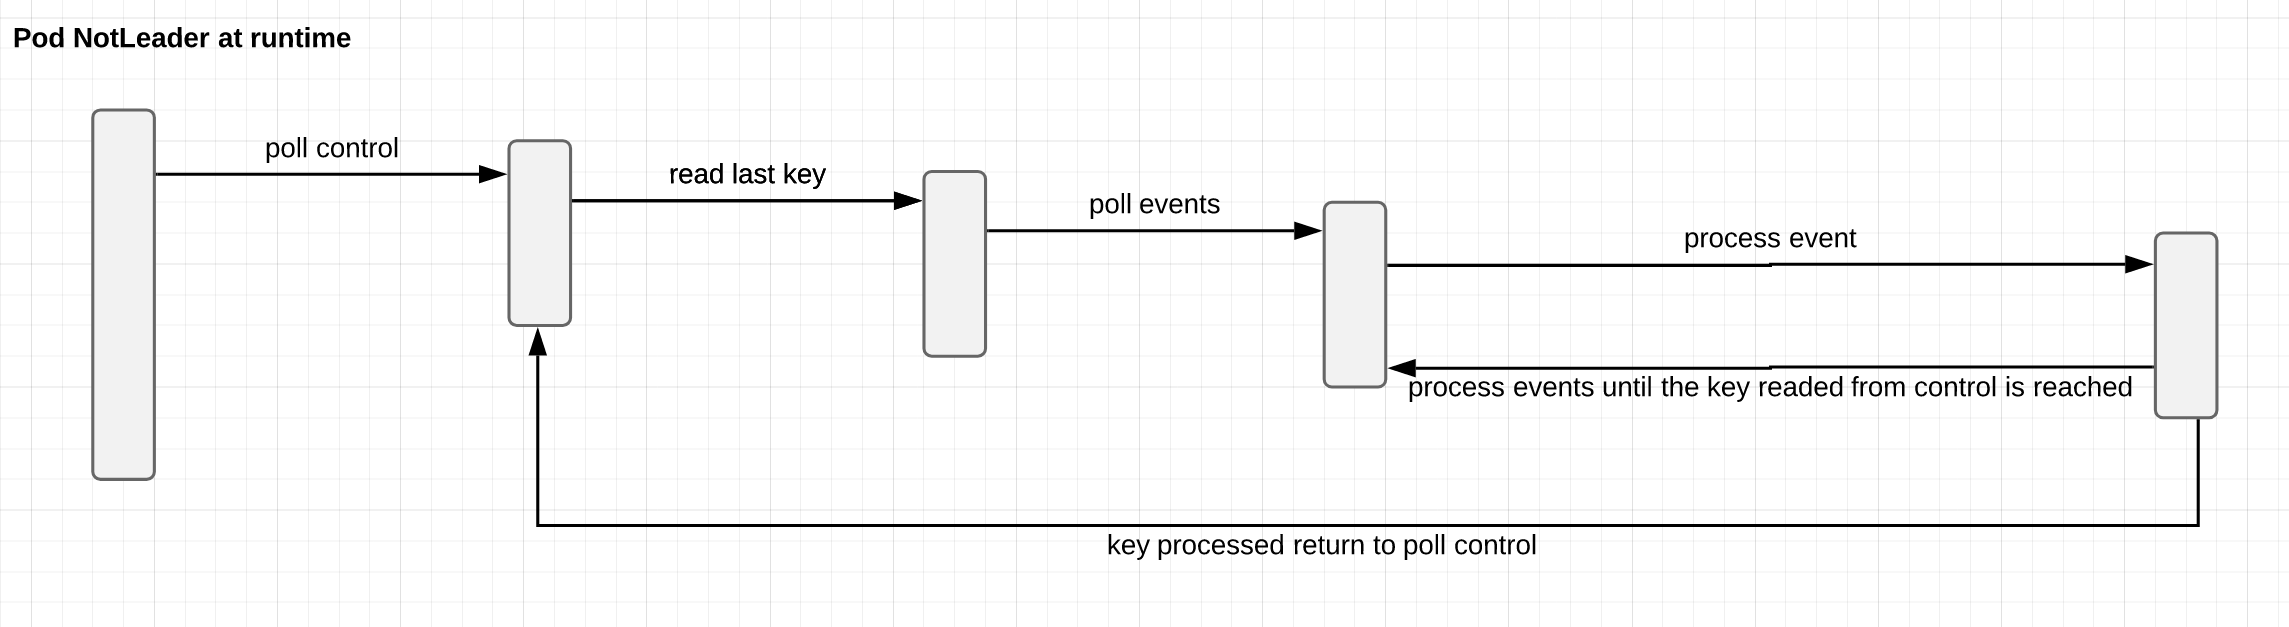 Pod NotLeader at runtime
poll control
read last key
poll events
process event
process events until the key readed from control is reached
key processed return to poll control